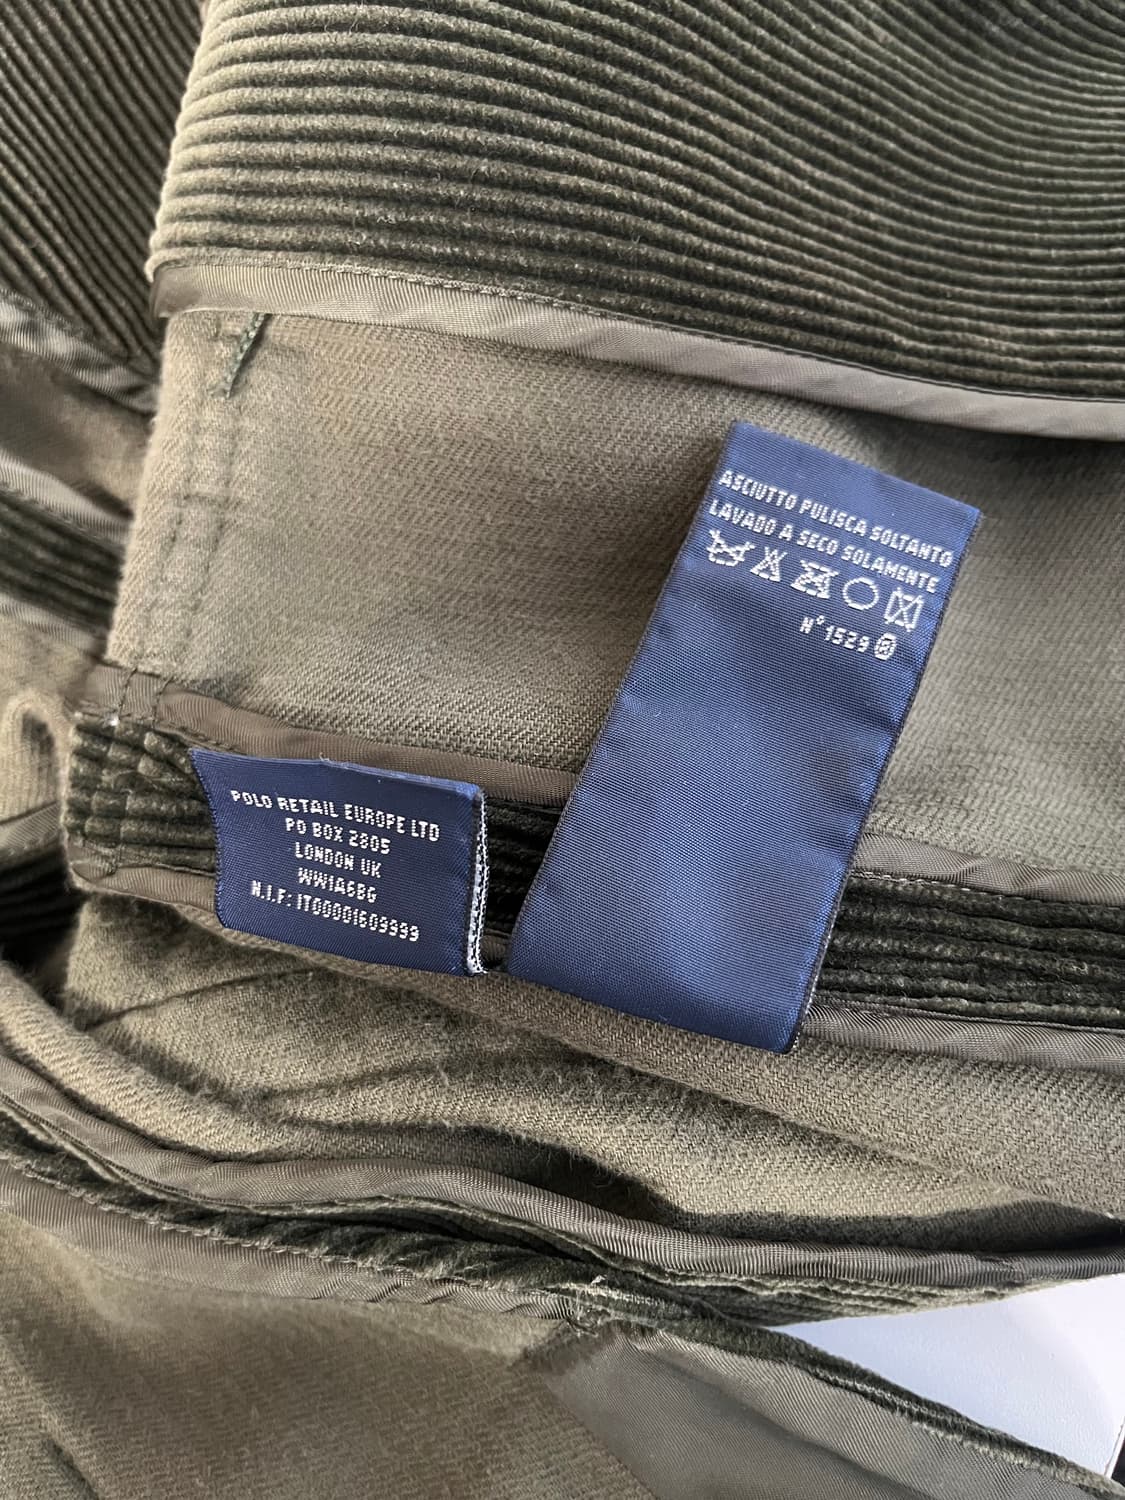 ASCIUTTO PULISCA SOLTANTO
LAVADO A SECO SOLAMENTE
N°1529 ®
POLO RETAIL EUROPE LTD
PO BOX 2805
LONDON UK
WW1A6BG
N.I.F: IT00001609999